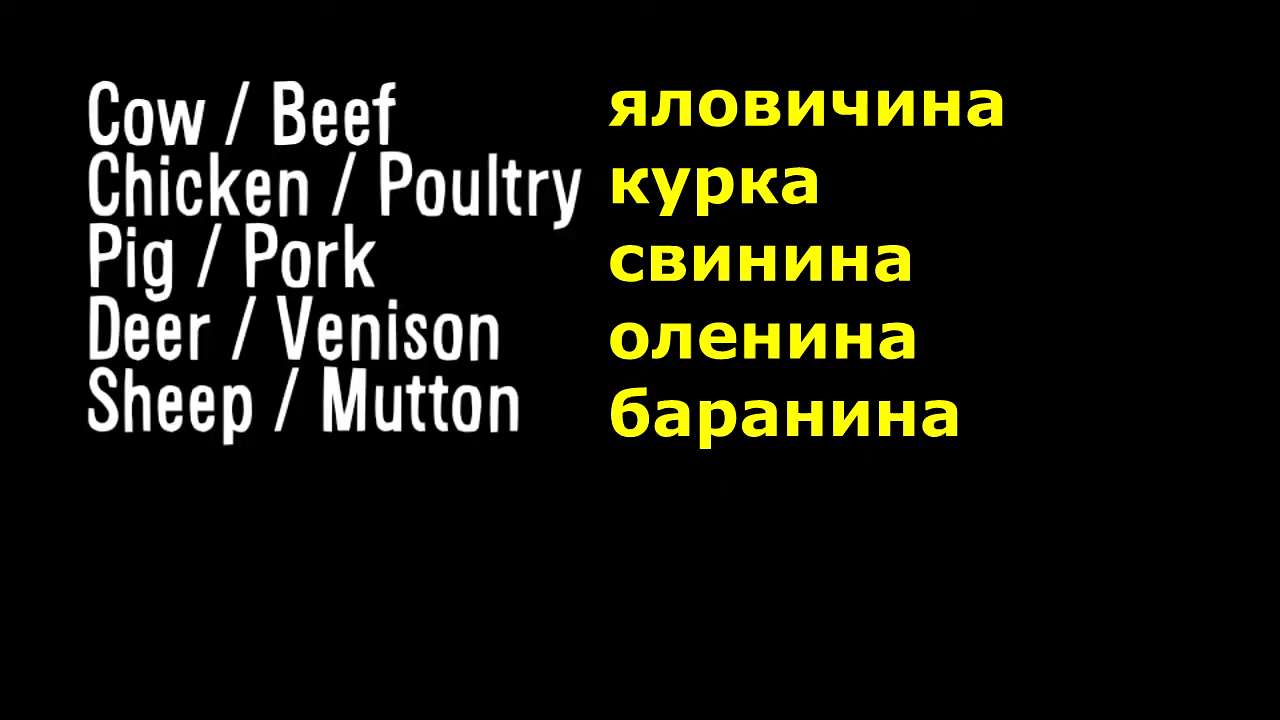 Cow / Beef яловичина
Chicken / Poultry курка
Pig / Pork свинина
Deer / Venison оленина
Sheep / Mutton баранина